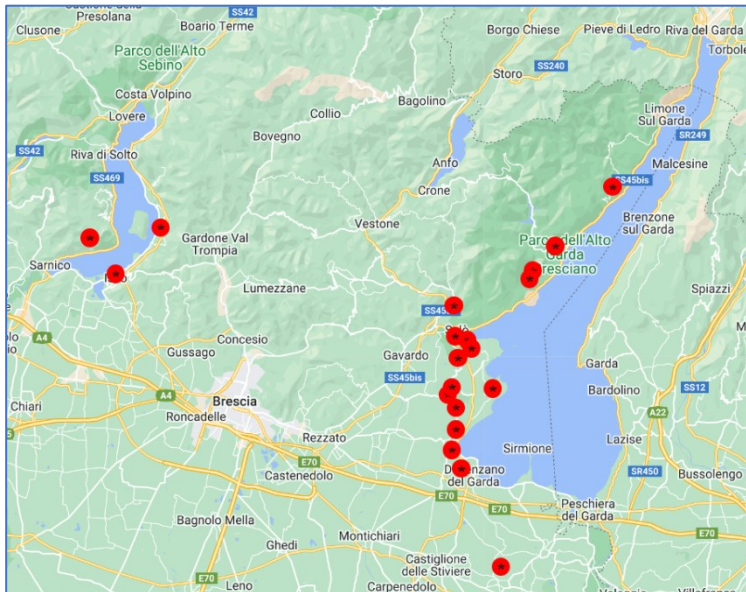 Castione della
Presolana
SS42
Clusone
Boario Terme
Borgo Chiese
Pieve di Ledro
Riva del Garda
Torbole
Parco dell'Alto
Sebino
Storo
SS240
Costa Volpino
Bagolino
Limone
Sul Garda
Lovere
Collio
SR249
SS42
Riva di Solto
Bovegno
Anfo
Malcesine
SS469
Crone
SS45bis
Brenzone
sul Garda
Vestone
Gardone Val
Trompia
Parco dell'Alto
Garda
Bresciano
Sarnico
Lumezzane
Spiazzi
SS45
A4
Concesio
Gussago
Gavardo
Garda
SS45bis
SS12
Bardolino
Chiari
A4
Brescia
Roncadelle
A22
Rezzato
Lazise
E70
Sirmione
Castenedolo
SR450
Bussolengo
del Garda
E70
E70
Peschiera
del Garda
Bagnolo Mella
E70
Montichiari
Ghedi
Castiglione
delle Stiviere
E70
Leno
Carpenedolo